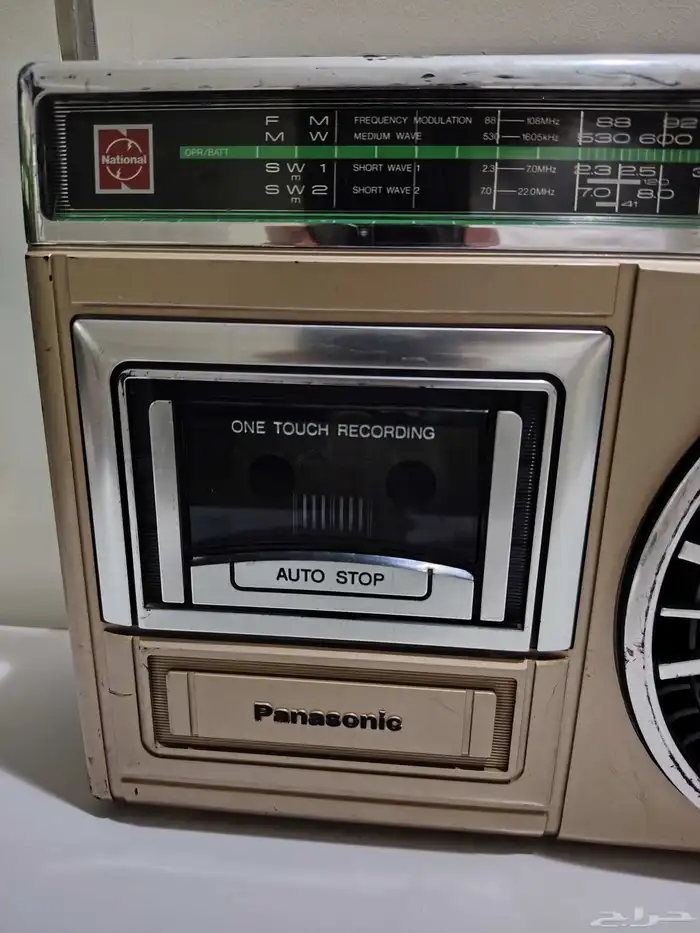 National
OPR/BATT
F M FREQUENCY MODULATION 88 — 108MHz 88 92
M W MEDIUM WAVE 530 — 1605kHz 530 600
S W m 1 SHORT WAVE 1 2.3 — 7.0MHz 2.3 2.5 3
120
S W m 2 SHORT WAVE 2 7.0 — 22.0MHz 7.0 8.0
41
ONE TOUCH RECORDING
AUTO STOP
Panasonic
حراج